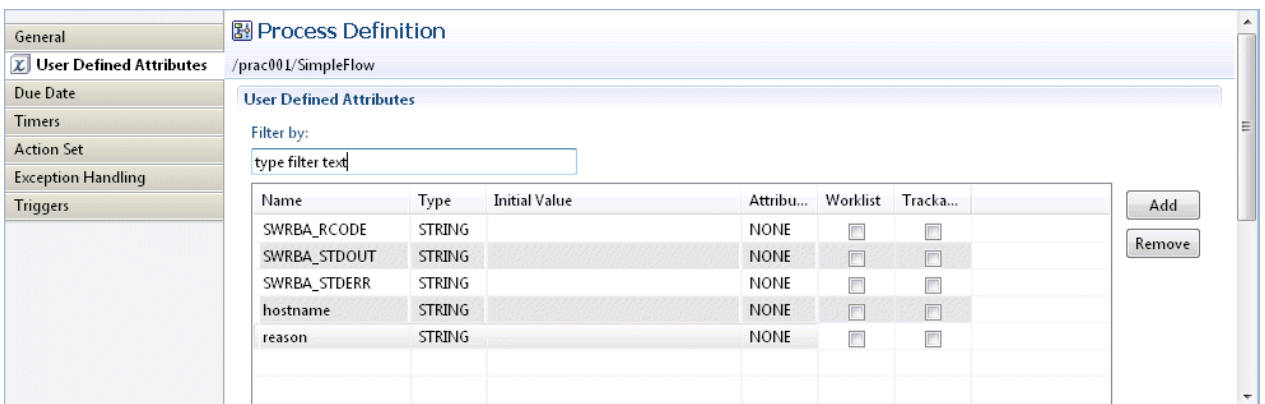 General
User Defined Attributes
Due Date
Timers
Action Set
Exception Handling
Triggers
Process Definition
/prac001/SimpleFlow
User Defined Attributes
Filter by:
type filter text
Name Type Initial Value Attribu... Worklist Tracka...
SWRBA_RCODE STRING NONE
SWRBA_STDOUT STRING NONE
SWRBA_STDERR STRING NONE
hostname STRING NONE
reason STRING NONE
Add
Remove